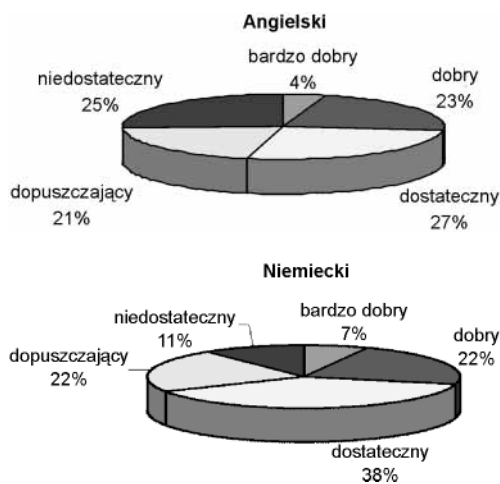 Angielski
bardzo dobry
4%
niedostateczny
25%
dobry
23%
dopuszczający
21%
dostateczny
27%
Niemiecki
bardzo dobry
7%
niedostateczny
11%
dobry
22%
dopuszczający
22%
dostateczny
38%